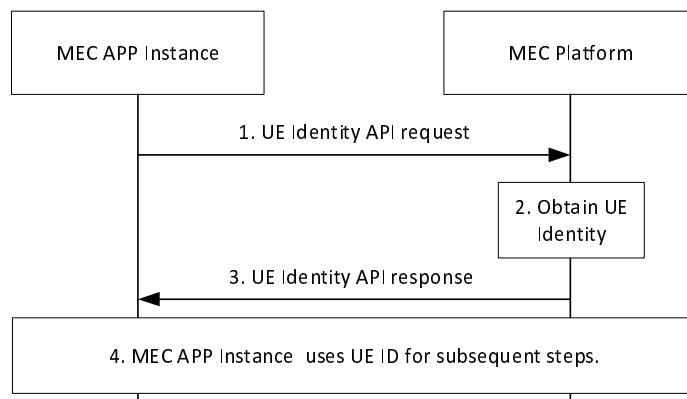 MEC APP Instance
MEC Platform
1. UE Identity API request
2. Obtain UE
Identity
3. UE Identity API response
4. MEC APP Instance  uses UE ID for subsequent steps.